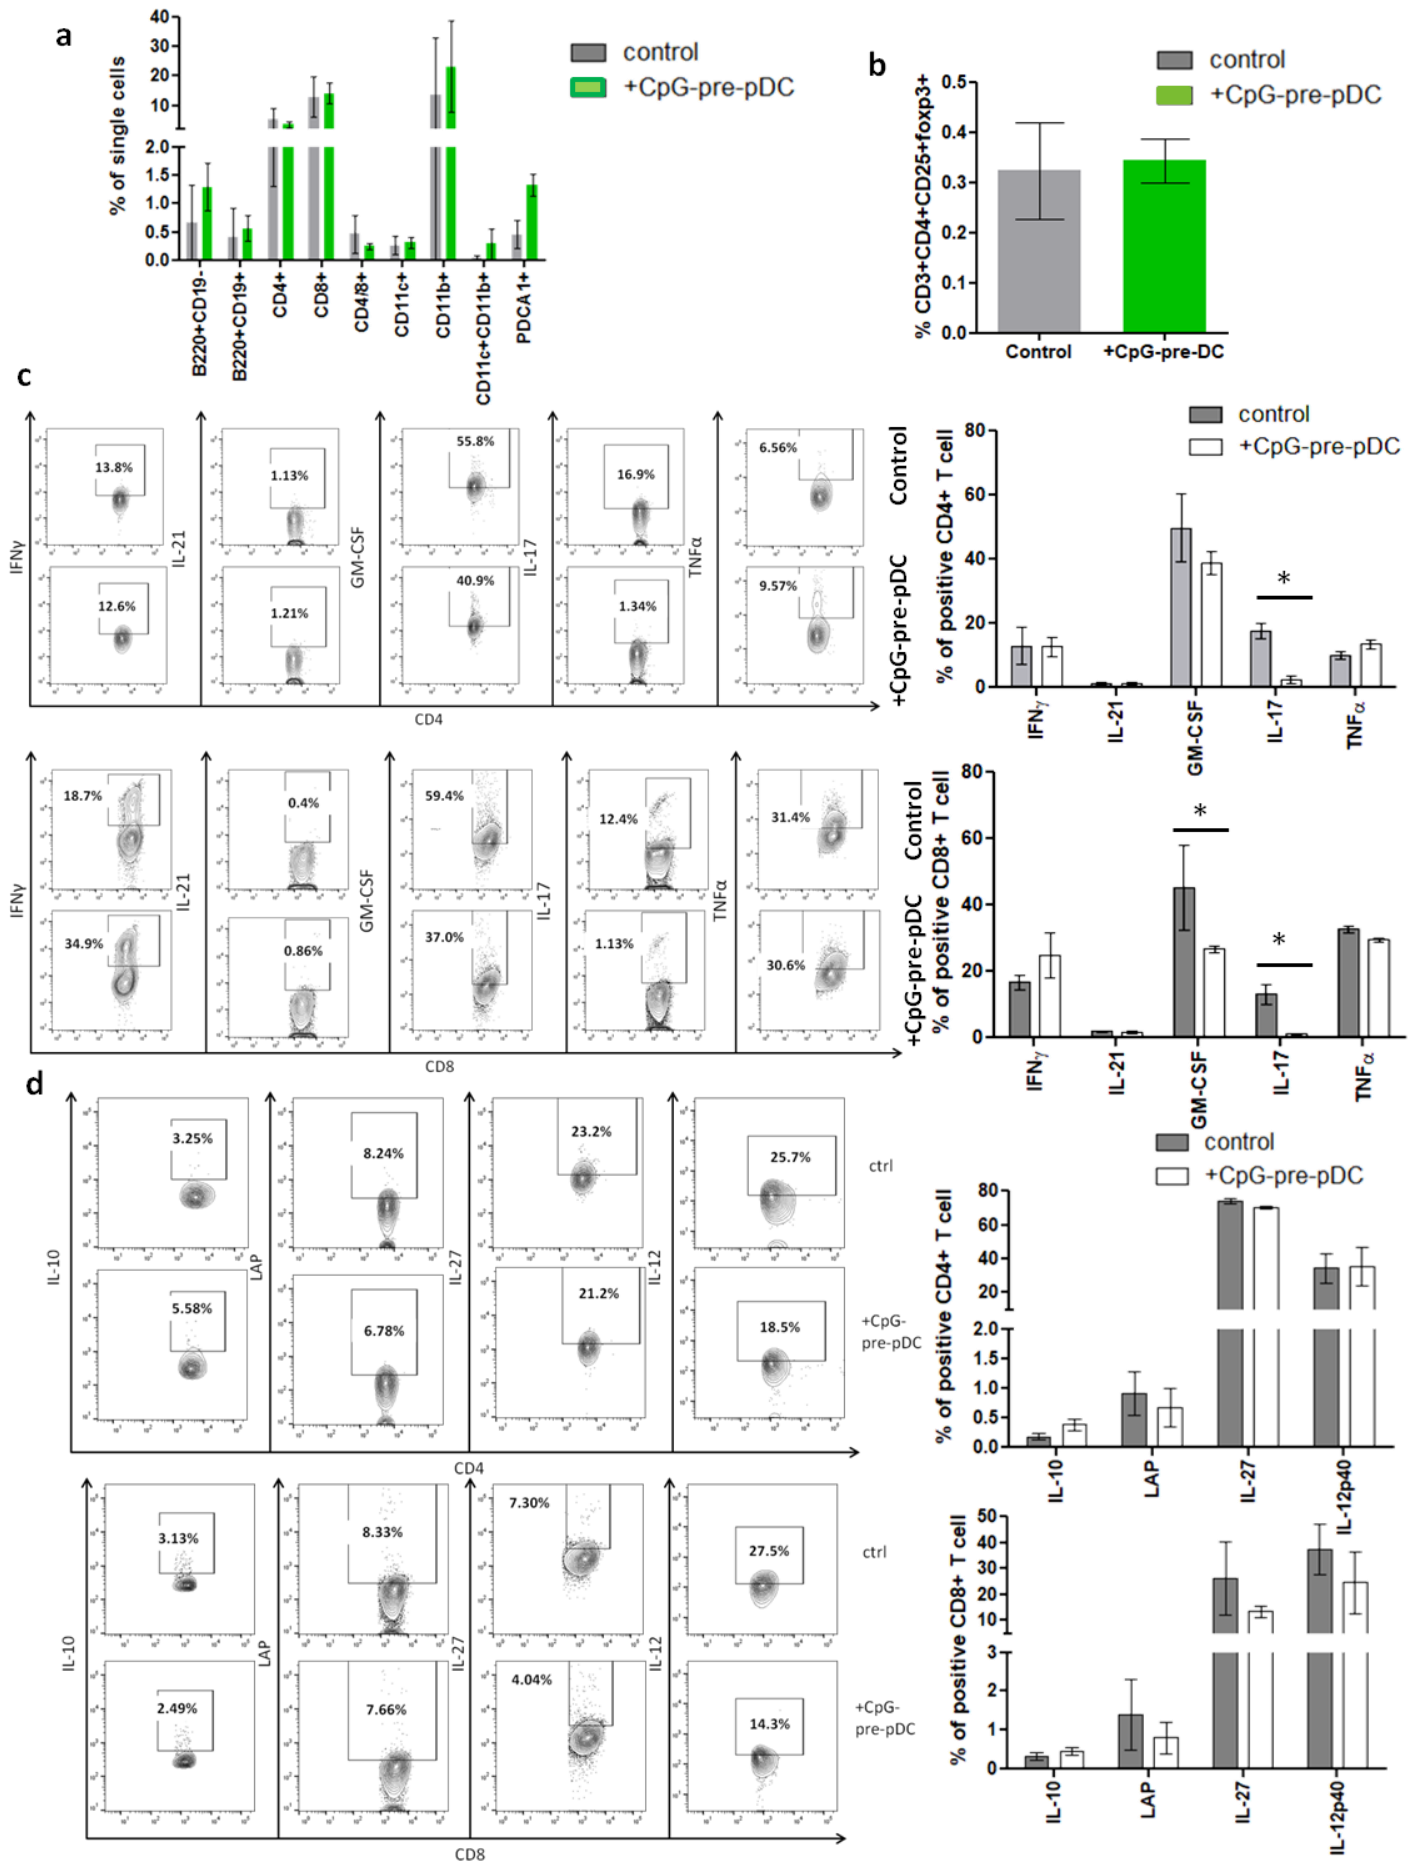 a
% of single cells
40
30
20
10
2.0
1.5
1.0
0.5
0.0
B220+CD19-
B220+CD19+
CD4+
CD8+
CD4/8+
CD11c+
CD11b+
CD11c+CD11b+
PDCA1+
control
+CpG-pre-pDC
b
control
+CpG-pre-pDC
% CD3+CD4+CD25+foxp3+
0.5
0.4
0.3
0.2
0.1
0.0
Control
+CpG-pre-DC
c
IFNγ
IL-21
GM-CSF
IL-17
TNFα
13.8%
1.13%
55.8%
16.9%
6.56%
Control
12.6%
1.21%
40.9%
1.34%
9.57%
+CpG-pre-pDC
CD4
control
+CpG-pre-pDC
% of positive CD4+ T cell
80
60
40
20
0
*
IFNγ
IL-21
GM-CSF
IL-17
TNFα
IFNγ
IL-21
GM-CSF
IL-17
TNFα
18.7%
0.4%
59.4%
12.4%
31.4%
Control
34.9%
0.86%
37.0%
1.13%
30.6%
+CpG-pre-pDC
CD8
% of positive CD8+ T cell
80
60
40
20
0
*
*
IFNγ
IL-21
GM-CSF
IL-17
TNFα
d
IL-10
LAP
IL-27
IL-12
3.25%
8.24%
23.2%
25.7%
ctrl
5.58%
6.78%
21.2%
18.5%
+CpG-
pre-pDC
CD4
control
+CpG-pre-pDC
% of positive CD4+ T cell
80
60
40
20
2.0
1.5
1.0
0.5
0.0
IL-10
LAP
IL-27
IL-12p40
IL-10
LAP
IL-27
IL-12
3.13%
8.33%
7.30%
27.5%
ctrl
2.49%
7.66%
4.04%
14.3%
+CpG-
pre-pDC
CD8
% of positive CD8+ T cell
50
40
30
20
10
3
2
1
0
IL-10
LAP
IL-27
IL-12p40